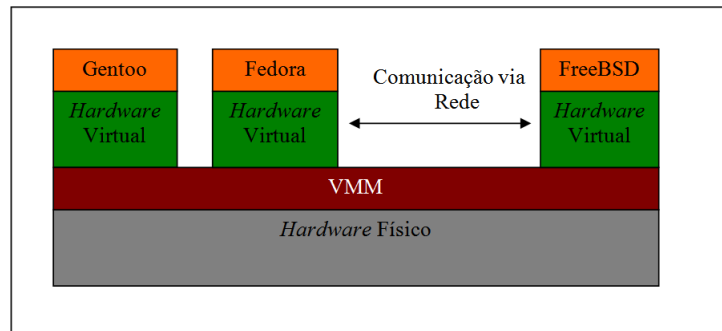 Gentoo
Hardware
Virtual
Fedora
Hardware
Virtual
Comunicação via
Rede
FreeBSD
Hardware
Virtual
VMM
Hardware Físico